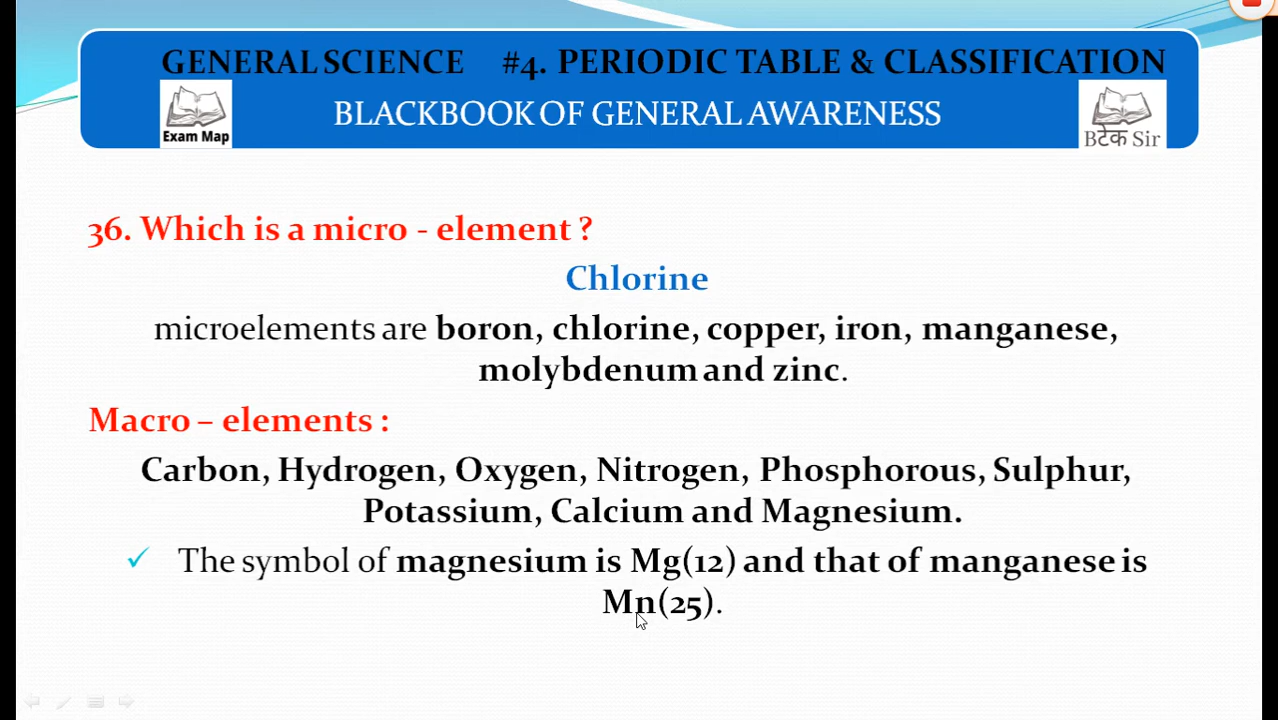 GENERAL SCIENCE #4. PERIODIC TABLE & CLASSIFICATION
BLACKBOOK OF GENERAL AWARENESS
Exam Map
Bटेक Sir
36. Which is a micro - element ?
Chlorine
microelements are boron, chlorine, copper, iron, manganese,
molybdenum and zinc.
Macro – elements :
Carbon, Hydrogen, Oxygen, Nitrogen, Phosphorous, Sulphur,
Potassium, Calcium and Magnesium.
✓ The symbol of magnesium is Mg(12) and that of manganese is
Mn(25).